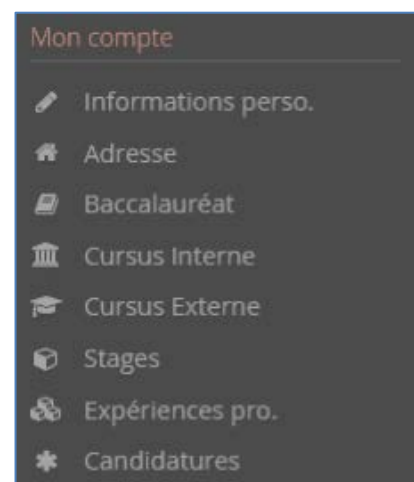 Mon compte
Informations perso.
Adresse
Baccalauréat
Cursus Interne
Cursus Externe
Stages
Expériences pro.
Candidatures